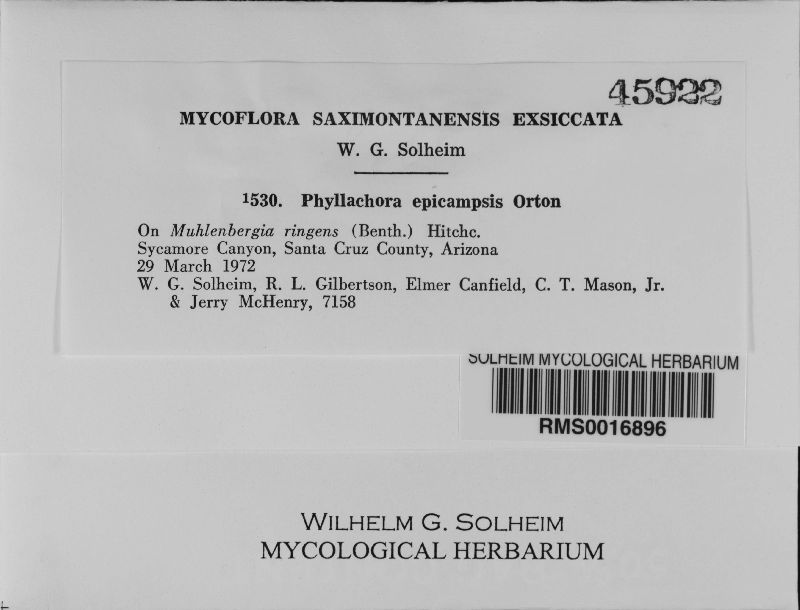 45922
MYCOFLORA SAXIMONTANENSIS EXSICCATA
W. G. Solheim
1530. Phyllachora epicampsis Orton
On Muhlenbergia ringens (Benth.) Hitchc.
Sycamore Canyon, Santa Cruz County, Arizona
29 March 1972
W. G. Solheim, R. L. Gilbertson, Elmer Canfield, C. T. Mason, Jr.
& Jerry McHenry, 7158
SOLHEIM MYCOLOGICAL HERBARIUM
RMS0016896
WILHELM G. SOLHEIM
MYCOLOGICAL HERBARIUM